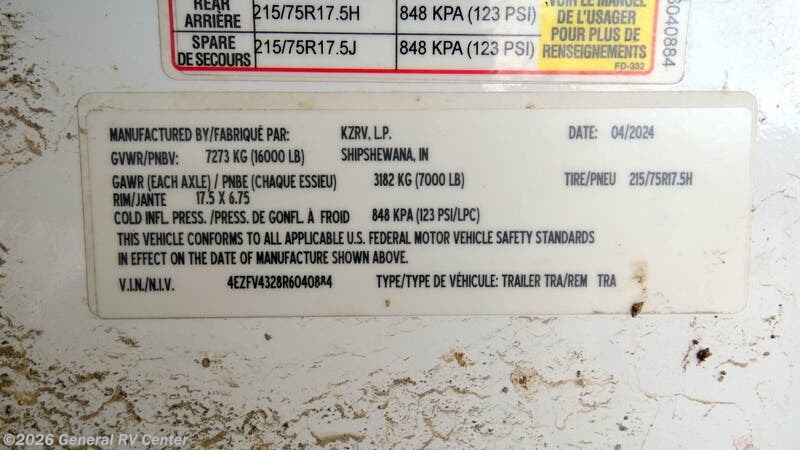 REAR 215/75R17.5H 848 KPA (123 PSI) VOIR LE MANUEL
ARRIÈRE DE L'USAGER
SPARE 215/75R17.5J 848 KPA (123 PSI) POUR PLUS DE
DE SECOURS RENSEIGNEMENTS
FD-332
6040884
MANUFACTURED BY/FABRIQUÉ PAR: KZRV, L.P. DATE: 04/2024
GVWR/PNBV: 7273 KG (16000 LB) SHIPSHEWANA, IN
GAWR (EACH AXLE) / PNBE (CHAQUE ESSIEU) 3182 KG (7000 LB) TIRE/PNEU 215/75R17.5H
RIM/JANTE 17.5 X 6.75
COLD INFL. PRESS. /PRESS. DE GONFL. À FROID 848 KPA (123 PSI/LPC)
THIS VEHICLE CONFORMS TO ALL APPLICABLE U.S. FEDERAL MOTOR VEHICLE SAFETY STANDARDS
IN EFFECT ON THE DATE OF MANUFACTURE SHOWN ABOVE.
V.I.N./N.I.V. 4EZFV4328R6040884 TYPE/TYPE DE VÉHICULE: TRAILER TRA/REM TRA
©2026 General RV Center